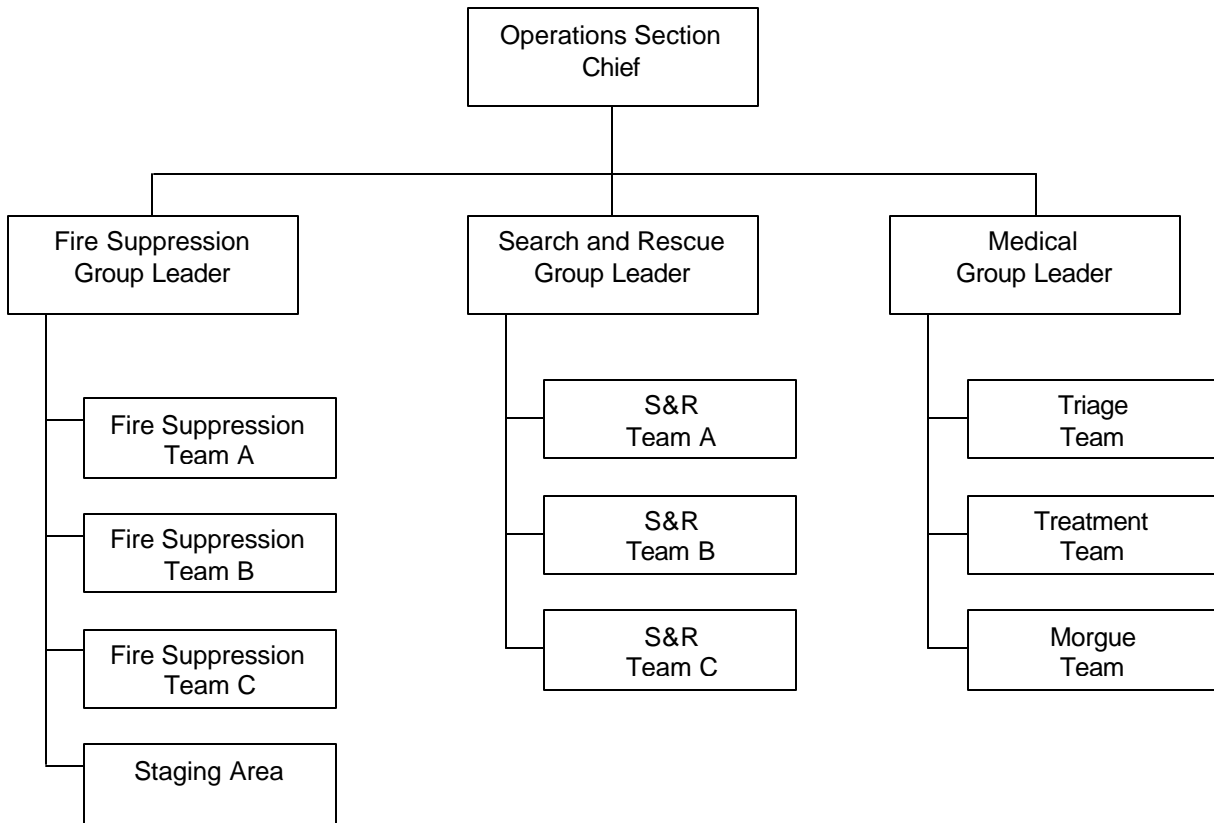 Operations Section
Chief
Fire Suppression
Group Leader
Search and Rescue
Group Leader
Medical
Group Leader
Fire Suppression
Team A
Fire Suppression
Team B
Fire Suppression
Team C
Staging Area
S&R
Team A
S&R
Team B
S&R
Team C
Triage
Team
Treatment
Team
Morgue
Team